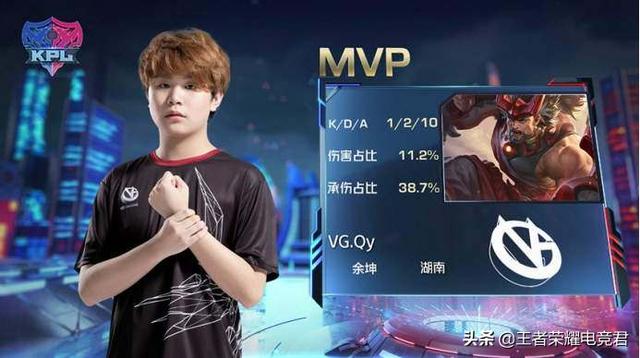 KPL
MVP
K/D/A 1/2/10
伤害占比 11.2%
承伤占比 38.7%
VG.Qy
余坤 湖南
头条 @王者荣耀电竞君